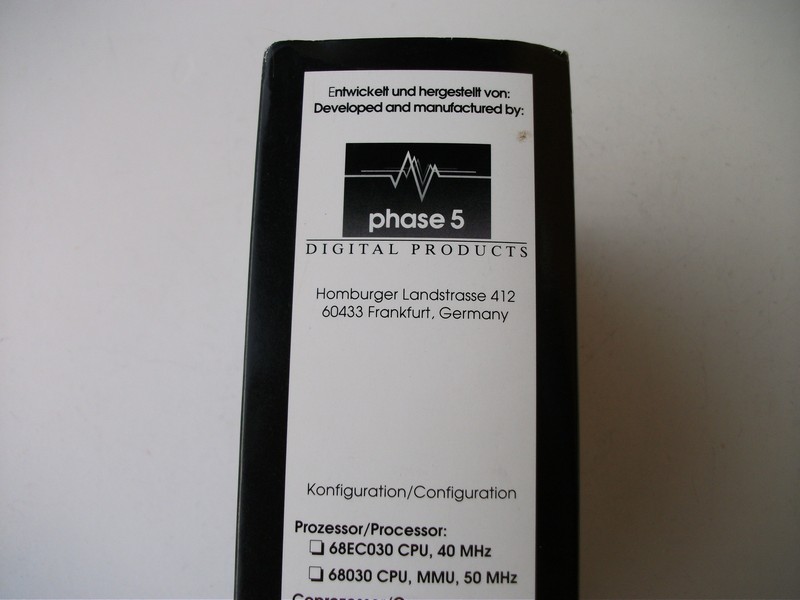 Entwickelt und hergestellt von:
Developed and manufactured by:
phase 5
DIGITAL PRODUCTS
Homburger Landstrasse 412
60433 Frankfurt, Germany
Konfiguration/Configuration
Prozessor/Processor:
❏ 68EC030 CPU, 40 MHz
❏ 68030 CPU, MMU, 50 MHz